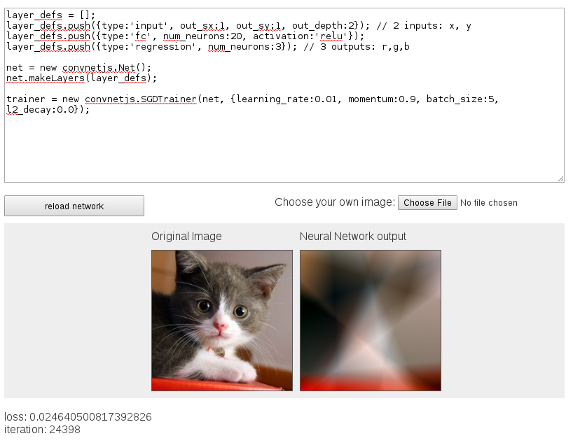 layer_defs = [];
layer_defs.push({type:'input', out_sx:1, out_sy:1, out_depth:2}); // 2 inputs: x, y
layer_defs.push({type:'fc', num_neurons:20, activation:'relu'});
layer_defs.push({type:'regression', num_neurons:3}); // 3 outputs: r,g,b
net = new convnetjs.Net();
net.makeLayers(layer_defs);
trainer = new convnetjs.SGDTrainer(net, {learning_rate:0.01, momentum:0.9, batch_size:5,
l2_decay:0.0});
reload network
Choose your own image: Choose File No file chosen
Original Image
Neural Network output
loss: 0.024640500817392826
iteration: 24398